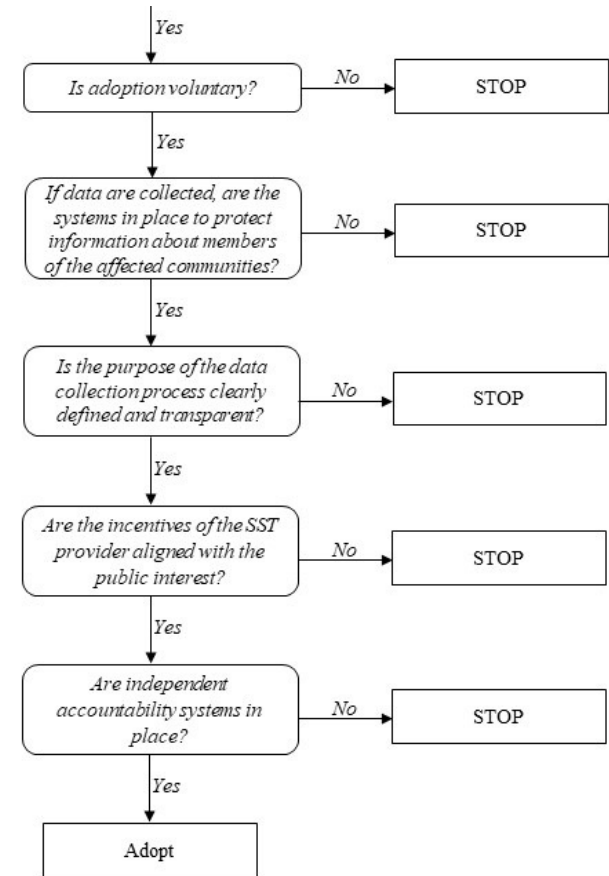 Yes
Is adoption voluntary?
No
STOP
Yes
If data are collected, are the
systems in place to protect
information about members
of the affected communities?
No
STOP
Yes
Is the purpose of the data
collection process clearly
defined and transparent?
No
STOP
Yes
Are the incentives of the SST
provider aligned with the
public interest?
No
STOP
Yes
Are independent
accountability systems in
place?
No
STOP
Yes
Adopt